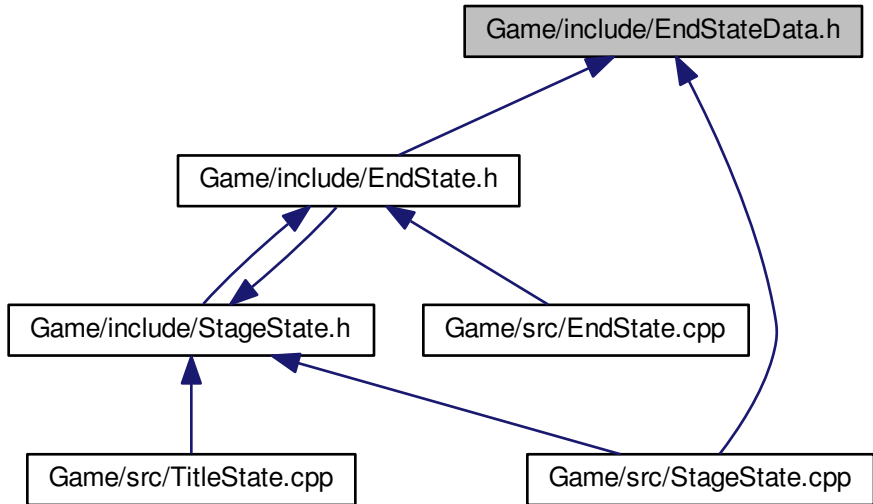 Game/include/EndStateData.h
Game/include/EndState.h
Game/include/StageState.h
Game/src/EndState.cpp
Game/src/TitleState.cpp
Game/src/StageState.cpp